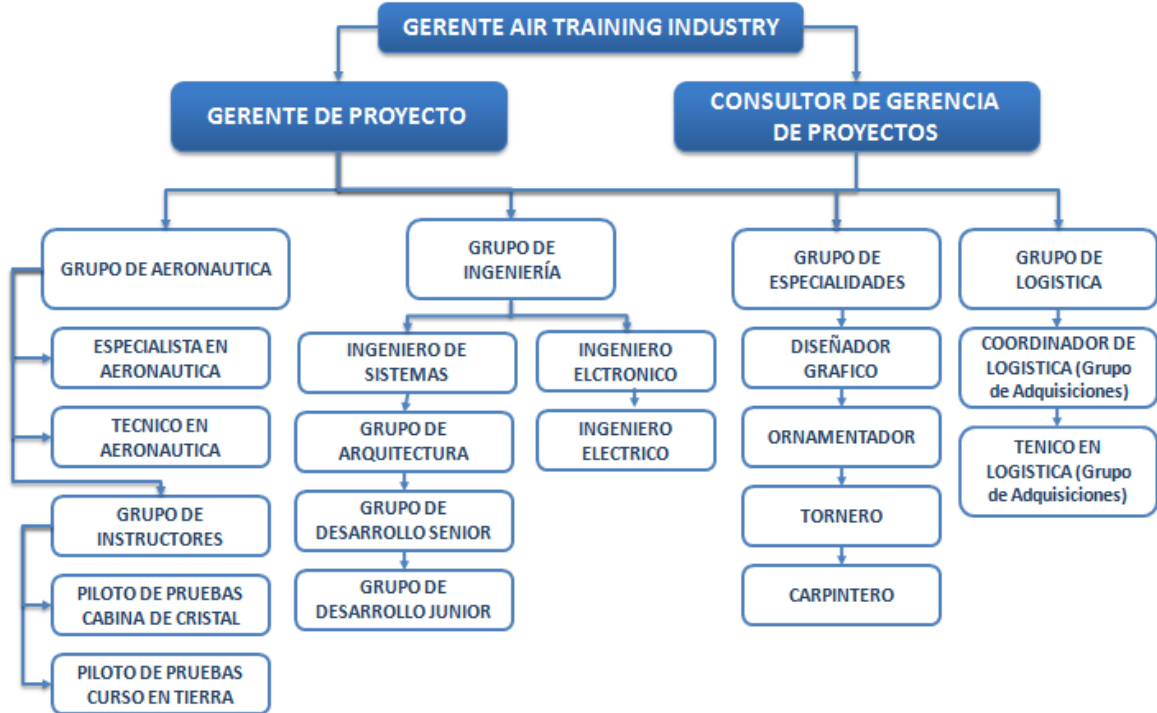 GERENTE AIR TRAINING INDUSTRY
GERENTE DE PROYECTO
CONSULTOR DE GERENCIA
DE PROYECTOS
GRUPO DE AERONAUTICA
ESPECIALISTA EN
AERONAUTICA
TECNICO EN
AERONAUTICA
GRUPO DE
INSTRUCTORES
PILOTO DE PRUEBAS
CABINA DE CRISTAL
PILOTO DE PRUEBAS
CURSO EN TIERRA
GRUPO DE
INGENIERÍA
INGENIERO DE
SISTEMAS
GRUPO DE
ARQUITECTURA
GRUPO DE
DESARROLLO SENIOR
GRUPO DE
DESARROLLO JUNIOR
INGENIERO
ELCTRONICO
INGENIERO
ELECTRICO
GRUPO DE
ESPECIALIDADES
DISEÑADOR
GRAFICO
ORNAMENTADOR
TORNERO
CARPINTERO
GRUPO DE
LOGISTICA
COORDINADOR DE
LOGISTICA (Grupo
de Adquisiciones)
TENICO EN
LOGISTICA (Grupo
de Adquisiciones)